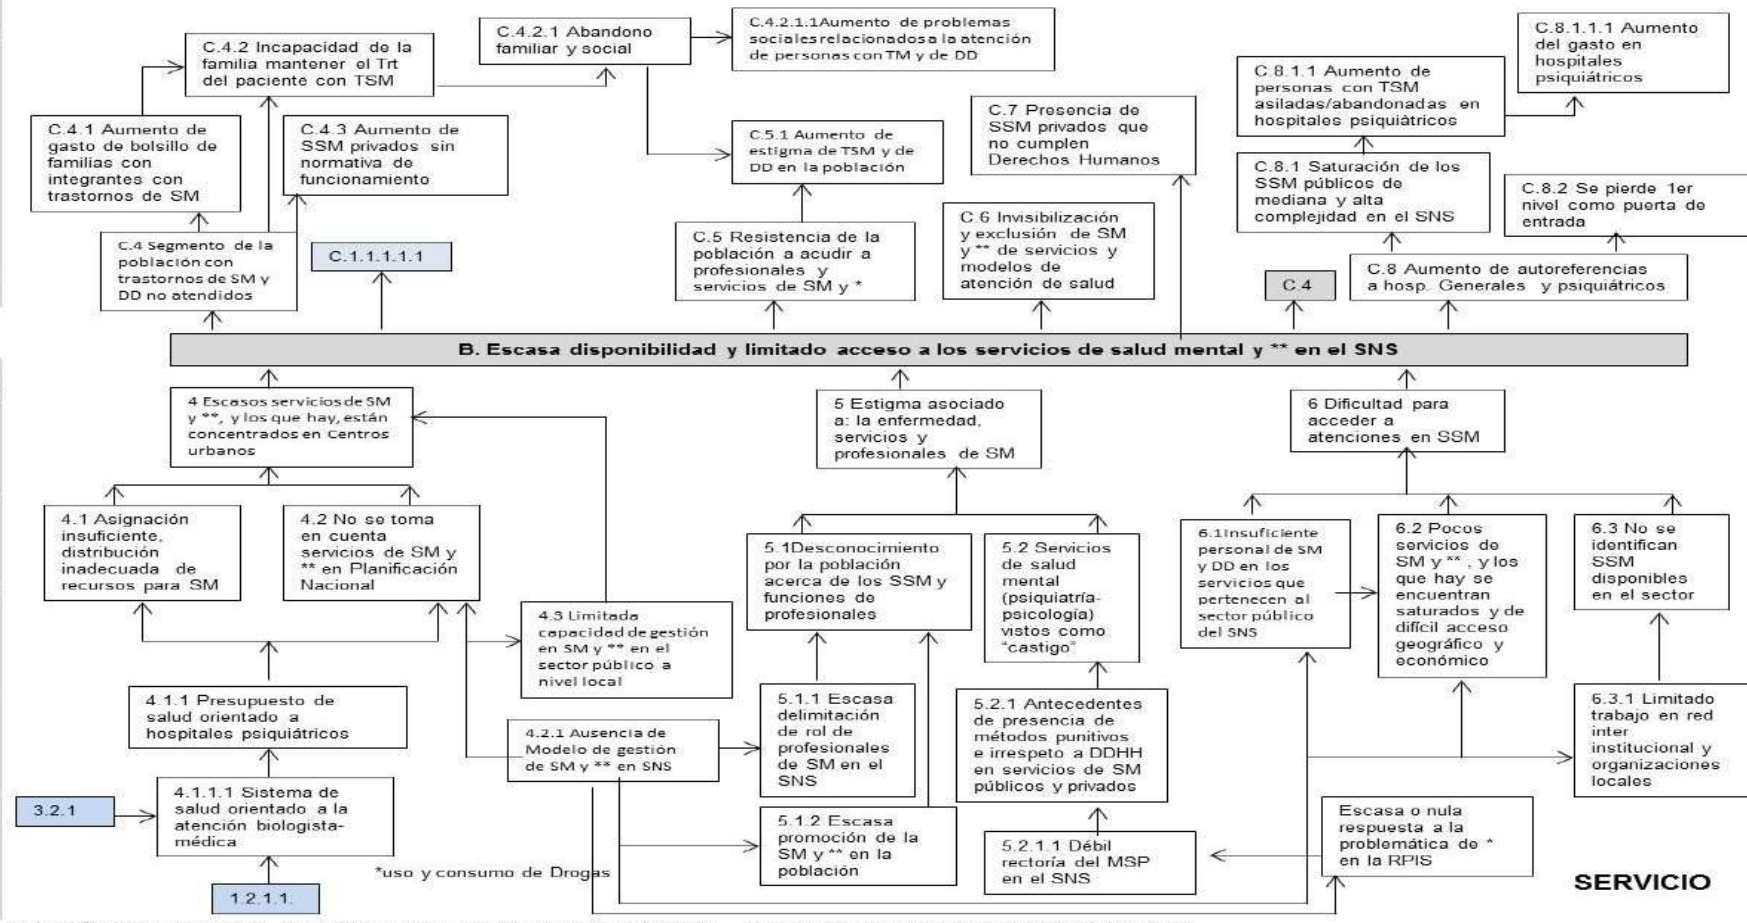 C.4.2 Incapacidad de la
familia mantener el Trt
del paciente con TSM
C.4.2.1 Abandono
familiar y social
C.4.2.1.1Aumento de problemas
sociales relacionados a la atención
de personas con TM y de DD
C.8.1.1.1 Aumento
del gasto en
hospitales
psiquiátricos
C.8.1.1 Aumento de
personas con TSM
asiladas/abandonadas en
hospitales psiquiàtricos
C.4.1 Aumento de
gasto de bolsillo de
familias con
integrantes con
trastornos de SM
C.4.3 Aumento de
SSM privados sin
normativa de
funcionamiento
C.5.1 Aumento de
estigma de TSM y de
DD en la población
C.7 Presencia de
SSM privados que
no cumplen
Derechos Humanos
C.8.1 Saturación de los
SSM públicos de
mediana y alta
complejidad en el SNS
C.8.2 Se pierde 1er
nivel como puerta de
entrada
C.4 Segmento de la
población con
trastornos de SM y
DD no atendidos
C.1.1.1.1.1
C.5 Resistencia de la
población a acudir a
profesionales y
servicios de SM y *
C.6 Invisibilización
y exclusión de SM
y ** de servicios y
modelos de
atención de salud
C.4
C.8 Aumento de autoreferencias
a hosp. Generales y psiquiátricos
B. Escasa disponibilidad y limitado acceso a los servicios de salud mental y ** en el SNS
4 Escasos servicios de SM
y **, y los que hay, están
concentrados en Centros
urbanos
5 Estigma asociado
a: la enfermedad,
servicios y
profesionales de SM
6 Dificultad para
acceder a
atenciones en SSM
4.1 Asignación
insuficiente,
distribución
inadecuada de
recursos para SM
4.2 No se toma
en cuenta
servicios de SM y
** en Planificación
Nacional
4.3 Limitada
capacidad de gestión
en SM y ** en el
sector público a
nivel local
5.1Desconocimiento
por la población
acerca de los SSM y
funciones de
profesionales
5.2 Servicios
de salud
mental
(psiquiatría-
psicología)
vistos como
"castigo"
6.1Insuficiente
personal de SM
y DD en los
servicios que
pertenecen al
sector público
del SNS
6.2 Pocos
servicios de
SM y ** , y los
que hay se
encuentran
saturados y de
difícil acceso
geográfico y
económico
6.3 No se
identifican
SSM
disponibles
en el sector
4.1.1 Presupuesto de
salud orientado a
hospitales psiquiátricos
4.2.1 Ausencia de
Modelo de gestión
de SM y ** en SNS
5.1.1 Escasa
delimitación
de rol de
profesionales
de SM en el
SNS
5.2.1 Antecedentes
de presencia de
métodos punitivos
e irrespeto a DDHH
en servicios de SM
públicos y privados
6.3.1 Limitado
trabajo en red
inter
institucional y
organizaciones
locales
3.2.1
4.1.1.1 Sistema de
salud orientado a la
atención biologista-
médica
5.1.2 Escasa
promoción de la
SM y ** en la
población
5.2.1.1 Débil
rectoría del MSP
en el SNS
Escasa o nula
respuesta a la
problemática de *
en la RPIS
1.2.1.1.
*uso y consumo de Drogas
SERVICIO